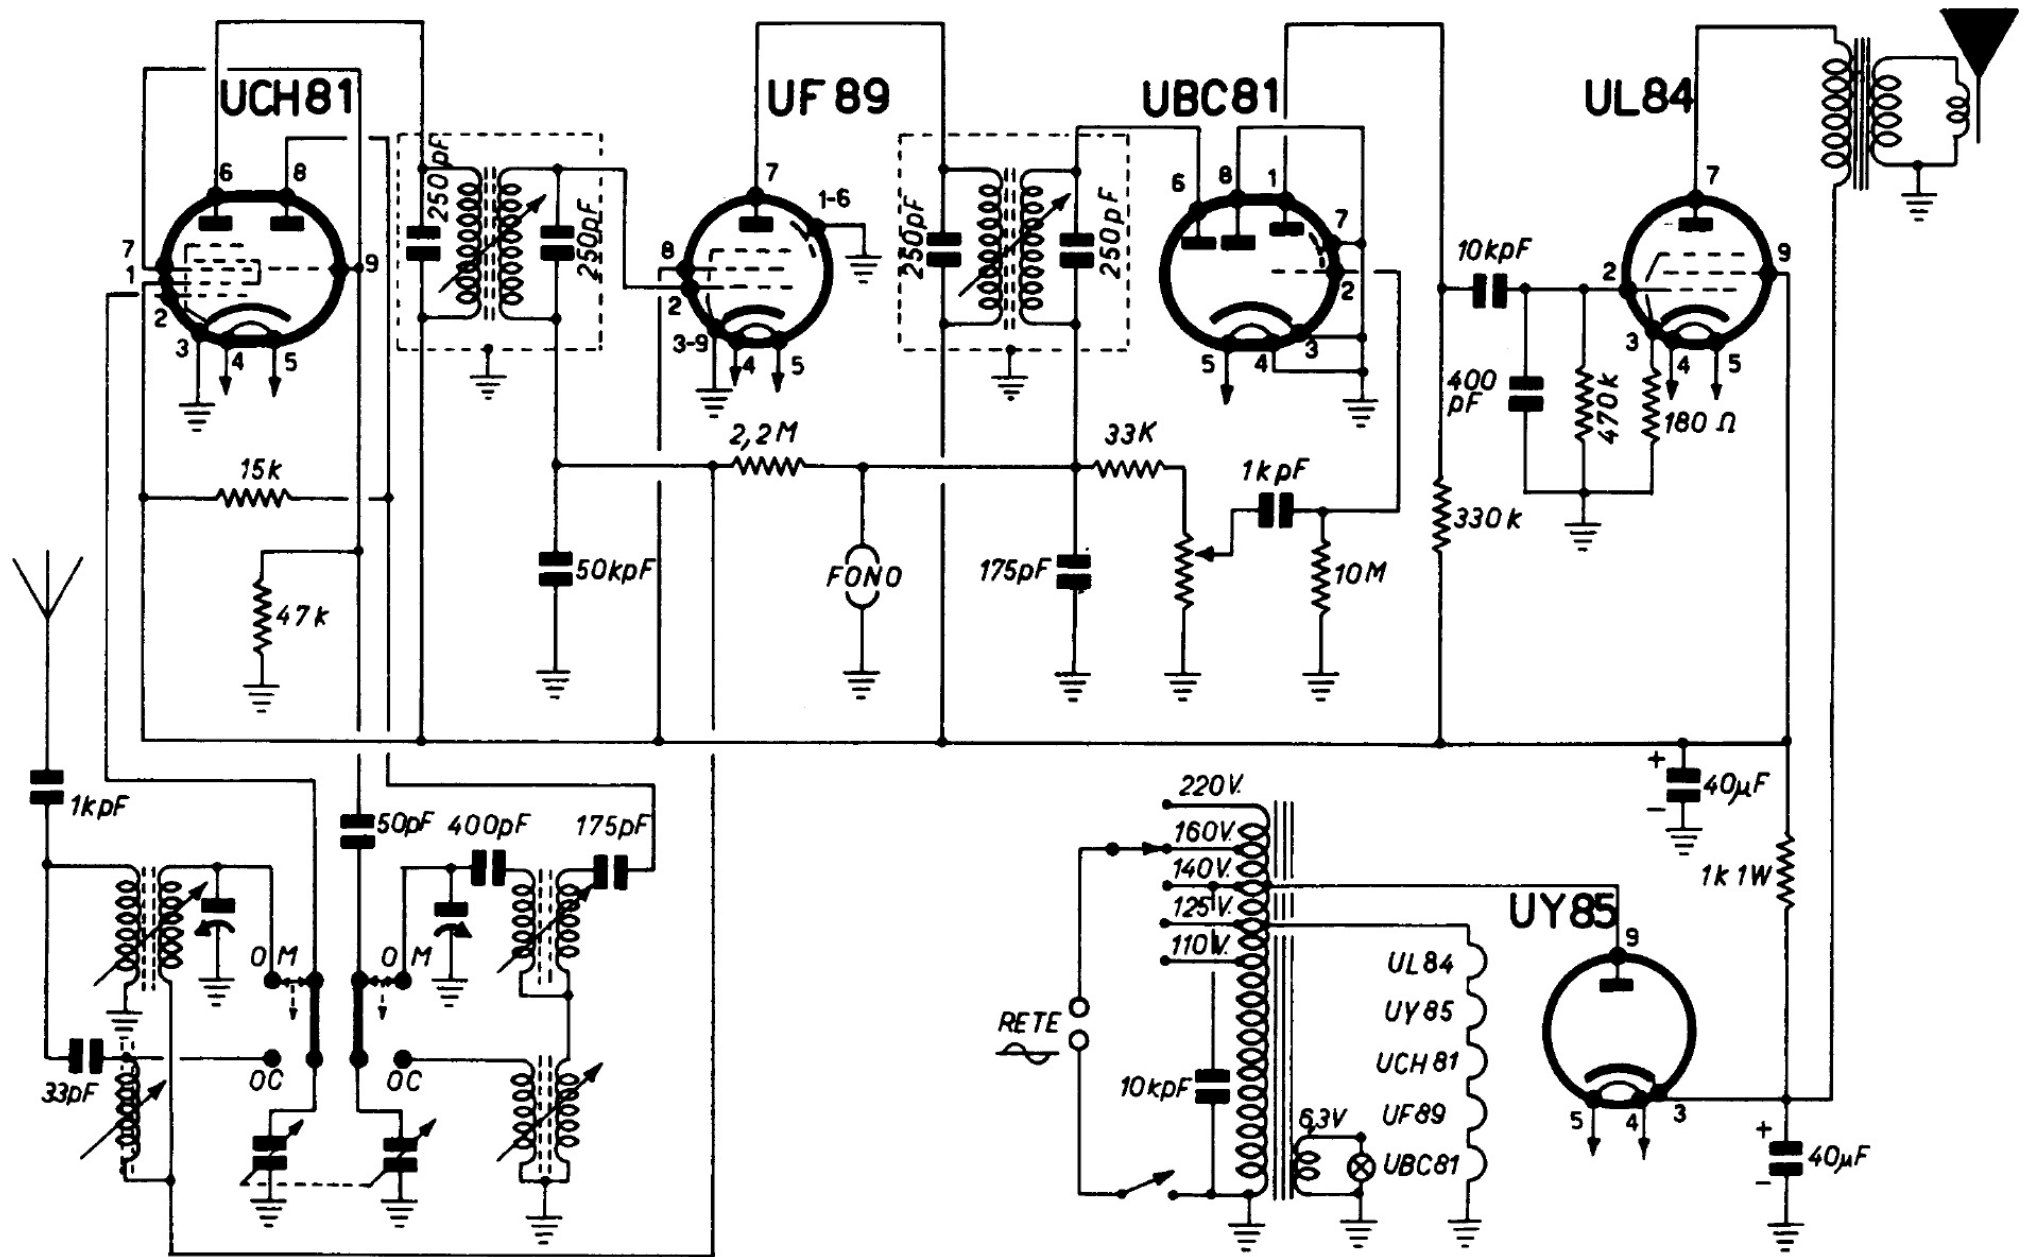 UCH81
UF89
UBC81
UL84
6
8
7
1
9
2
3
4
5
250pF
250pF
7
1-6
8
2
3-9
4
5
250pF
250pF
6
8
1
7
2
5
4
3
10kpF
7
2
9
3
4
5
400
pF
470k
180 Ω
15k
2,2M
33K
1kpF
330k
47k
50kpF
FONO
175pF
10M
1kpF
50pF
400pF
175pF
OM
OM
33pF
OC
OC
220V.
160V.
140V.
125V.
110V.
RETE
10kpF
6,3V
UL84
UY85
UCH81
UF89
UBC81
+
40µF
-
1k 1W
UY85
9
5
4
3
+
40µF
-